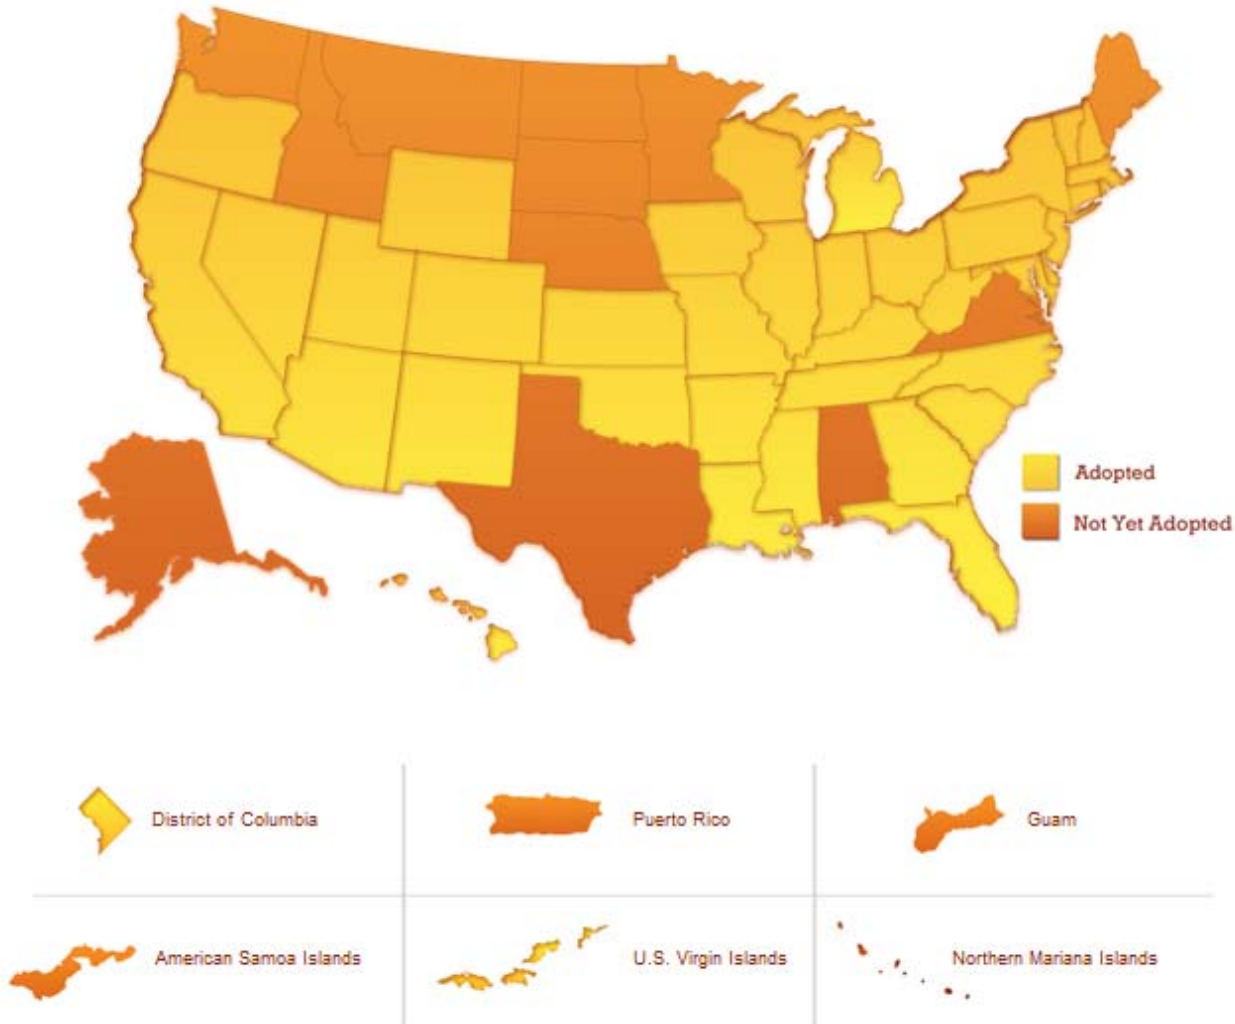 Adopted
Not Yet Adopted
District of Columbia
Puerto Rico
Guam
American Samoa Islands
U.S. Virgin Islands
Northern Mariana Islands